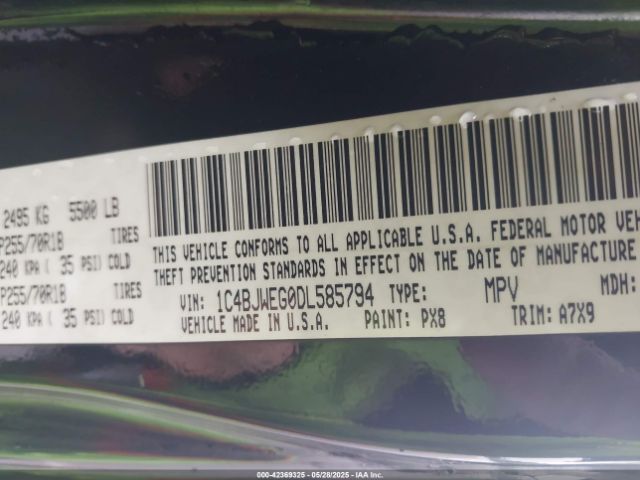 2495 KG 5500 LB
P255/70R18 TIRES
240 KPA ( 35 PSI) COLD
P255/70R18 TIRES
240 KPA ( 35 PSI) COLD
THIS VEHICLE CONFORMS TO ALL APPLICABLE U.S.A. FEDERAL MOTOR VEH
THEFT PREVENTION STANDARDS IN EFFECT ON THE DATE OF MANUFACTURE
VIN: 1C4BJWEG0DL585794 TYPE: MPV MDH:
VEHICLE MADE IN U.S.A. PAINT: PX8 TRIM: A7X9
000-42369325 - 05/28/2025 - IAA Inc.